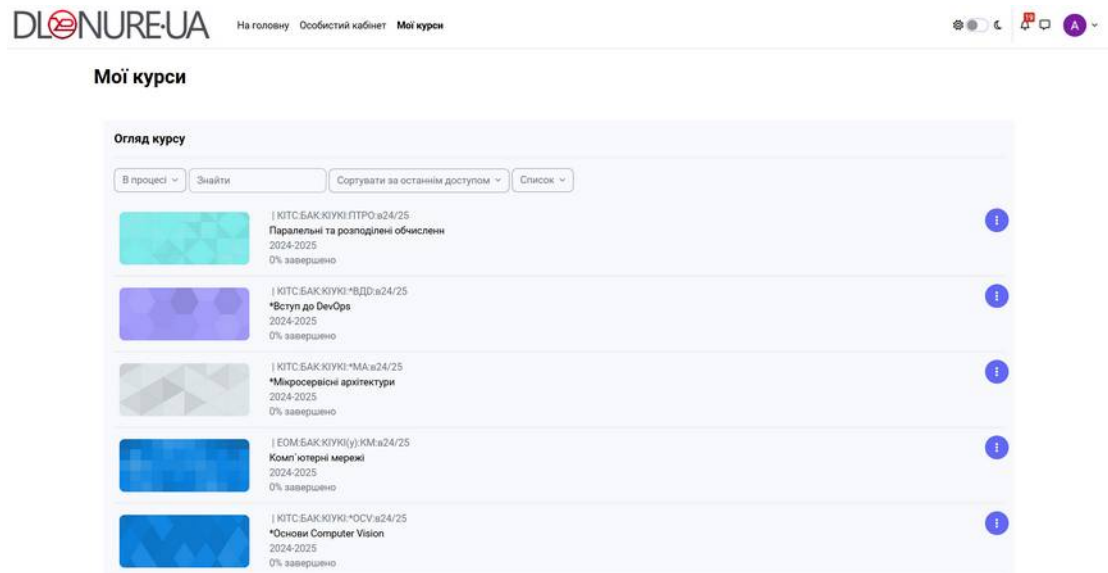 DLONURE·UA
На головну Особистий кабінет Мої курси
19
A
Мої курси
Огляд курсу
В процесі Знайти Сортувати за останнім доступом Список
| КІТС:БАК:КІУКІ:ПТРО:в24/25
Паралельні та розподілені обчисленн
2024-2025
0% завершено
| КІТС:БАК:КІУКІ:*ВДД:в24/25
*Вступ до DevOps
2024-2025
0% завершено
| КІТС:БАК:КІУКІ:*МА:в24/25
*Мікросервісні архітектури
2024-2025
0% завершено
| ЕОМ:БАК:КІУКІ(у):КМ:в24/25
Комп`ютерні мережі
2024-2025
0% завершено
| КІТС:БАК:КІУКІ:*OCV:в24/25
*Основи Computer Vision
2024-2025
0% завершено